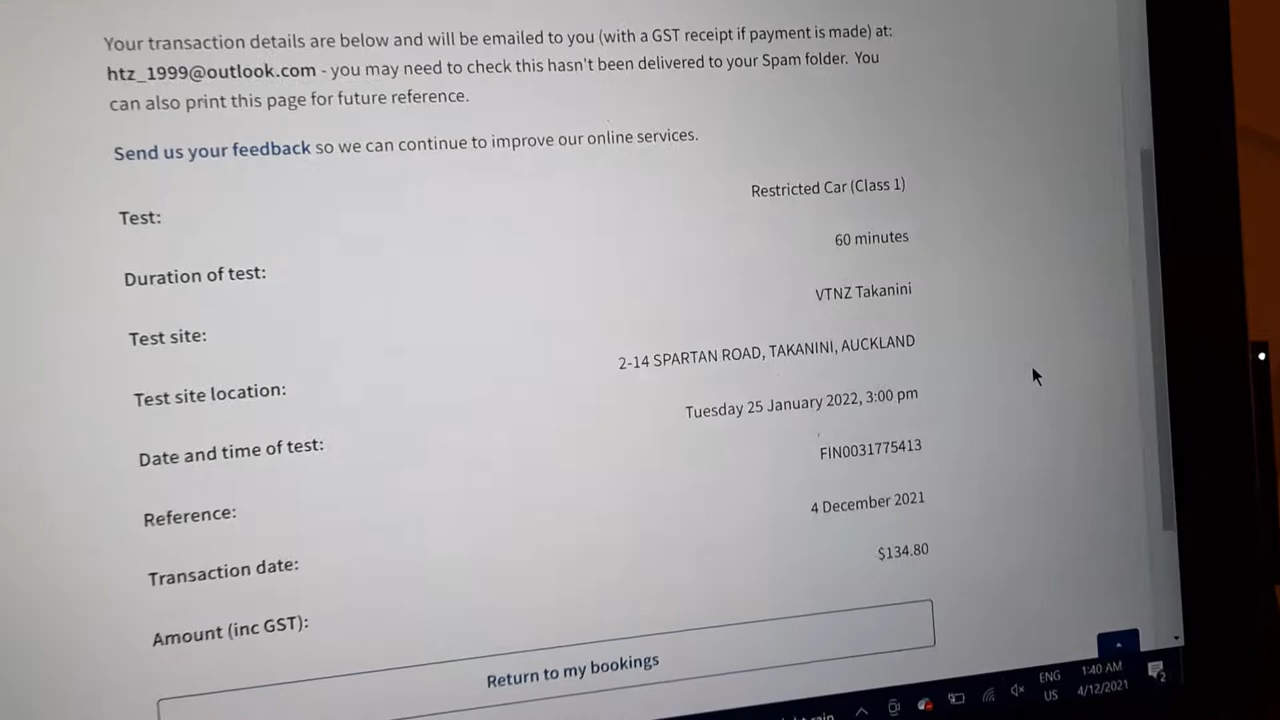 Your transaction details are below and will be emailed to you (with a GST receipt if payment is made) at:
htz_1999@outlook.com - you may need to check this hasn't been delivered to your Spam folder. You
can also print this page for future reference.
Send us your feedback so we can continue to improve our online services.
Test: Restricted Car (Class 1)
Duration of test: 60 minutes
Test site: VTNZ Takanini
Test site location: 2-14 SPARTAN ROAD, TAKANINI, AUCKLAND
Date and time of test: Tuesday 25 January 2022, 3:00 pm
Reference: FIN0031775413
Transaction date: 4 December 2021
Amount (inc GST): $134.80
Return to my bookings
rain ENG US 1:40 AM 4/12/2021 2